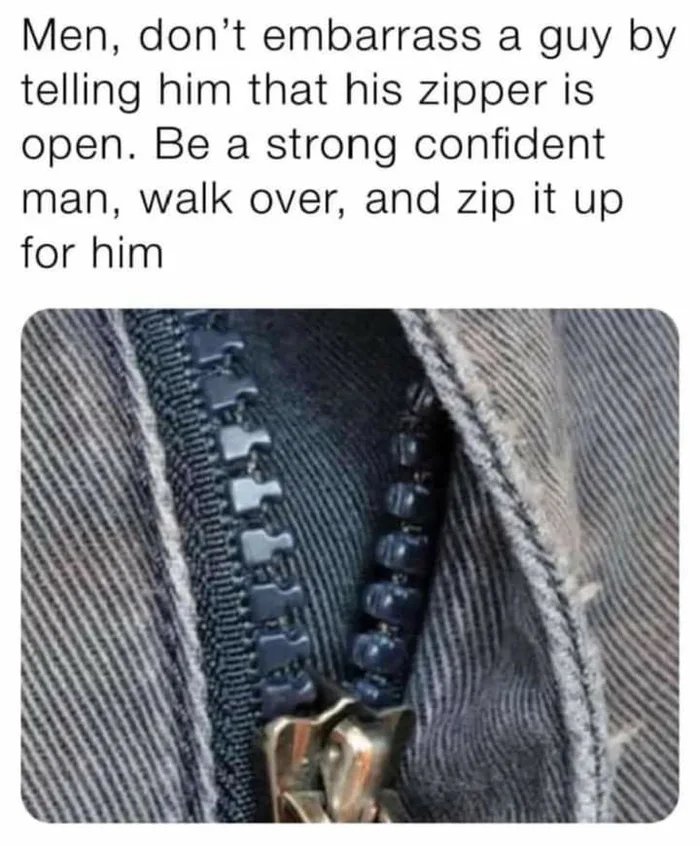 Men, don’t embarrass a guy by
telling him that his zipper is
open. Be a strong confident
man, walk over, and zip it up
for him